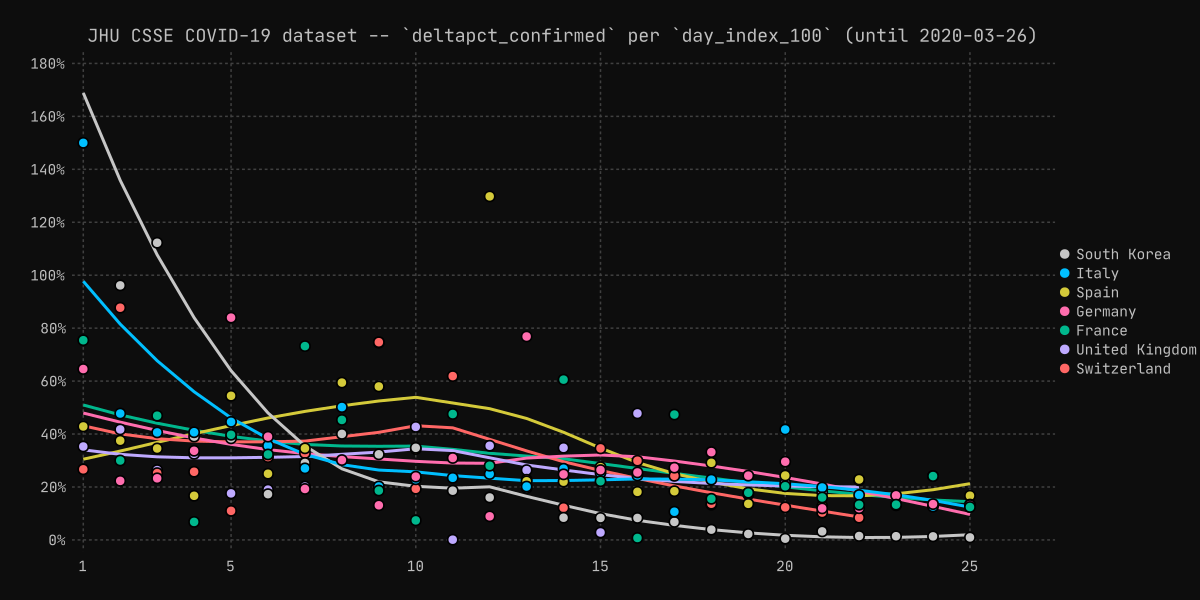 JHU CSSE COVID-19 dataset -- `deltapct_confirmed` per `day_index_100` (until 2020-03-26)
180%
160%
140%
120%
100%
80%
60%
40%
20%
0%
1 5 10 15 20 25
South Korea
Italy
Spain
Germany
France
United Kingdom
Switzerland